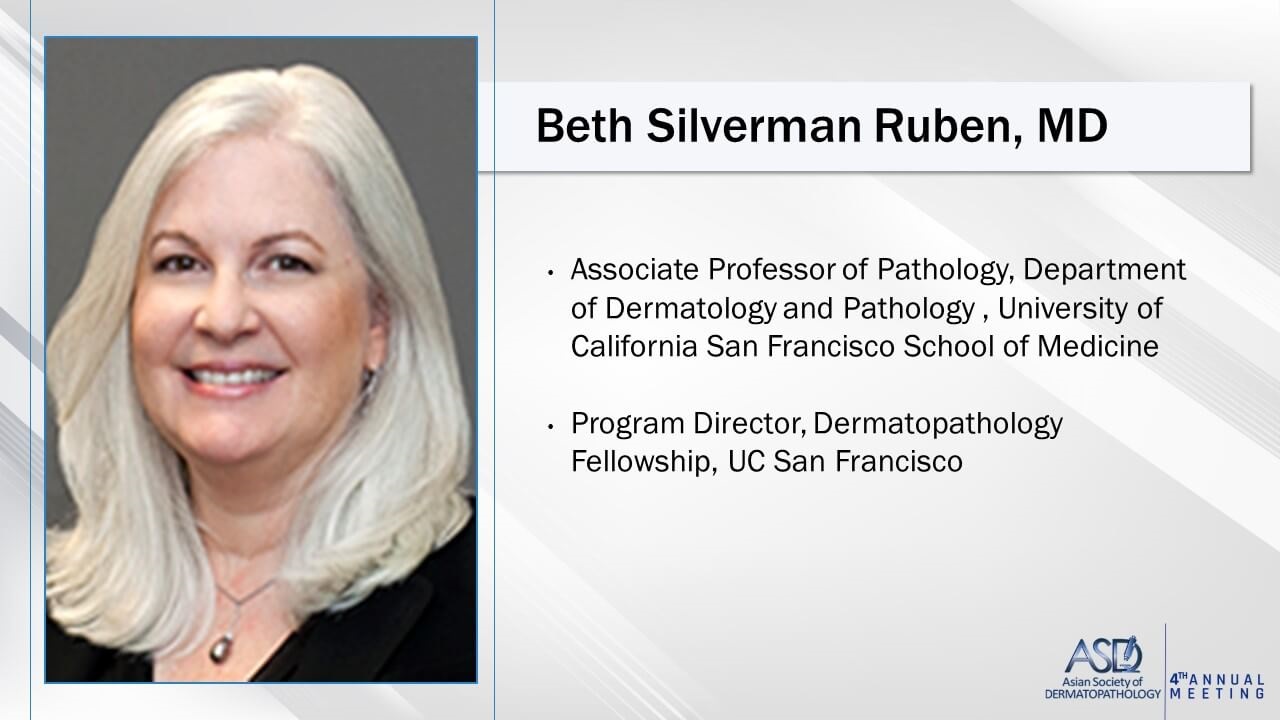 Beth Silverman Ruben, MD
• Associate Professor of Pathology, Department
of Dermatology and Pathology , University of
California San Francisco School of Medicine
• Program Director, Dermatopathology
Fellowship, UC San Francisco
ASD
Asian Society of
DERMATOPATHOLOGY
4TH ANNUAL
MEETING